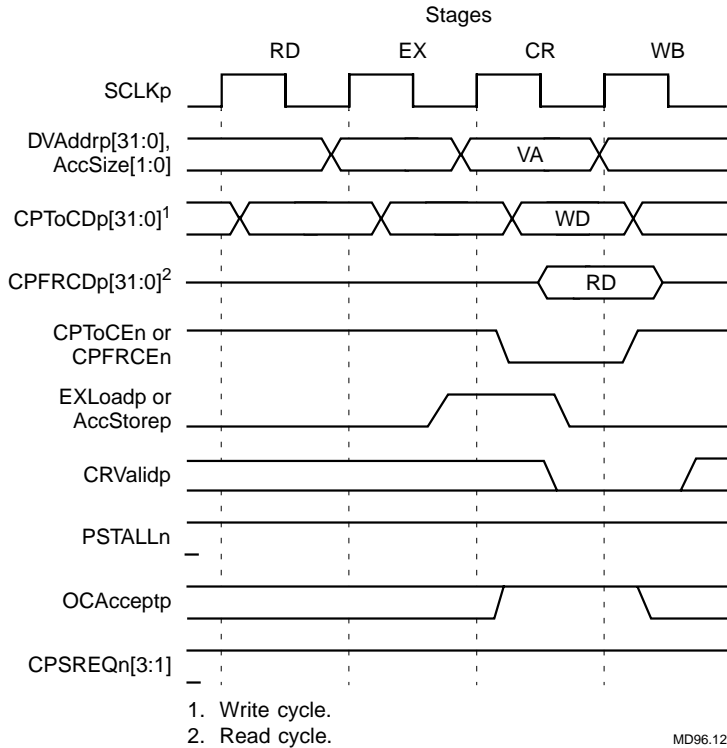 Stages
RD EX CR WB
SCLKp
DVAddrp[31:0],
AccSize[1:0]
VA
CPToCDp[31:0]1
WD
CPFRCDp[31:0]2
RD
CPToCEn or
CPFRCEn
EXLoadp or
AccStorep
CRValidp
PSTALLn
OCAcceptp
CPSREQn[3:1]
1. Write cycle.
2. Read cycle.
MD96.12